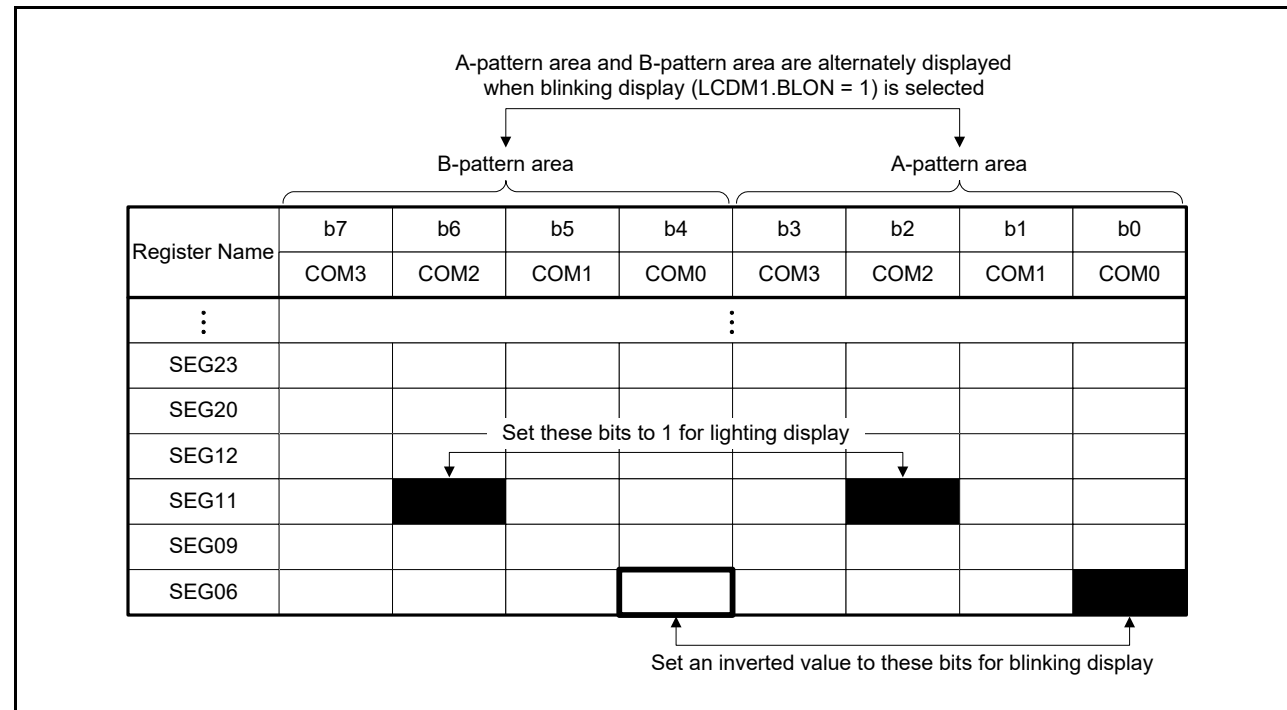 A-pattern area and B-pattern area are alternately displayed
when blinking display (LCDM1.BLON = 1) is selected
B-pattern area A-pattern area
Register Name b7 b6 b5 b4 b3 b2 b1 b0
COM3 COM2 COM1 COM0 COM3 COM2 COM1 COM0
⋮ ⋮
SEG23
SEG20
Set these bits to 1 for lighting display
SEG12
SEG11
SEG09
SEG06
Set an inverted value to these bits for blinking display